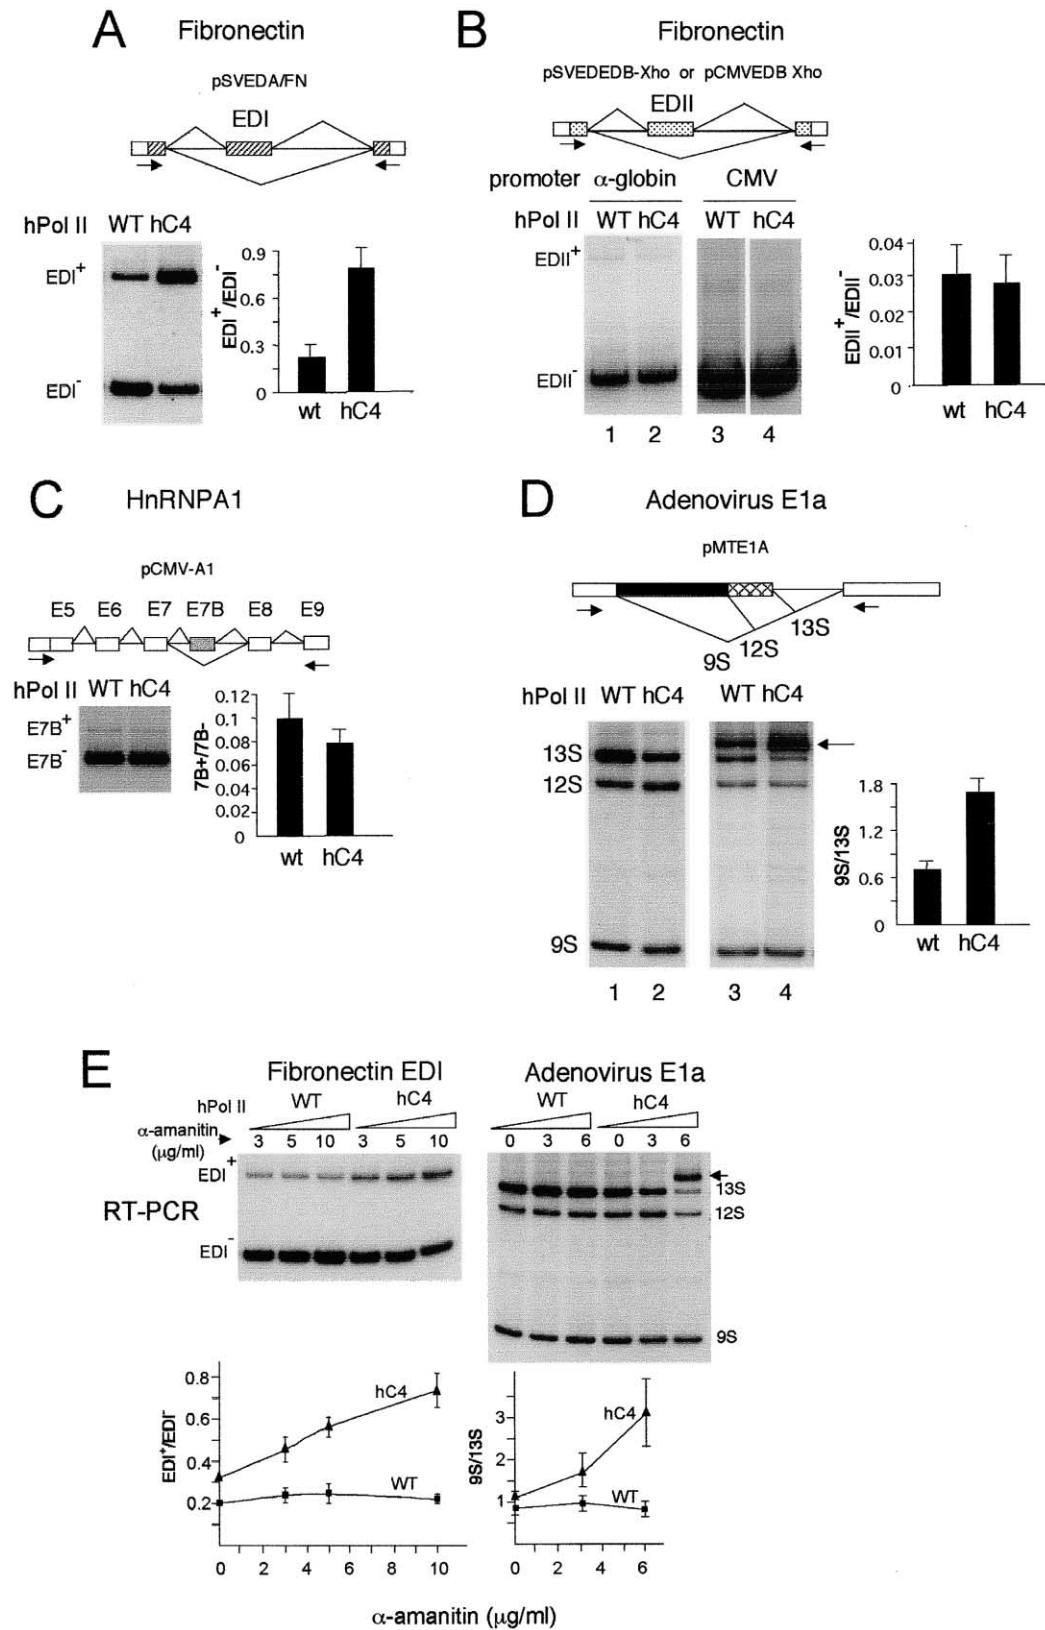 A Fibronectin
pSVEDA/FN
EDI
hPol II WT hC4
EDI+
EDI-
EDI+/EDI-
0.9
0.6
0.3
0
wt hC4
B Fibronectin
pSVEDEDB-Xho or pCMVEDB Xho
EDII
promoter α-globin CMV
hPol II WT hC4 WT hC4
EDII+
EDII-
1 2 3 4
EDII+/EDII-
0.04
0.03
0.02
0.01
0
wt hC4
C HnRNPA1
pCMV-A1
E5 E6 E7 E7B E8 E9
hPol II WT hC4
E7B+
E7B-
7B+/7B-
0.12
0.1
0.08
0.06
0.04
0.02
0
wt hC4
D Adenovirus E1a
pMTE1A
13S
12S
9S
hPol II WT hC4 WT hC4
13S
12S
9S
1 2 3 4
9S/13S
1.8
1.2
0.6
0
wt hC4
E Fibronectin EDI
hPol II WT hC4
α-amanitin (μg/ml)
3 5 10 3 5 10
EDI+
RT-PCR
EDI-
Adenovirus E1a
WT hC4
0 3 6 0 3 6
13S
12S
9S
EDI+/EDI-
0.8
0.6
0.4
0.2
hC4
WT
0 2 4 6 8 10
9S/13S
3
2
1
hC4
WT
0 2 4 6
α-amanitin (μg/ml)